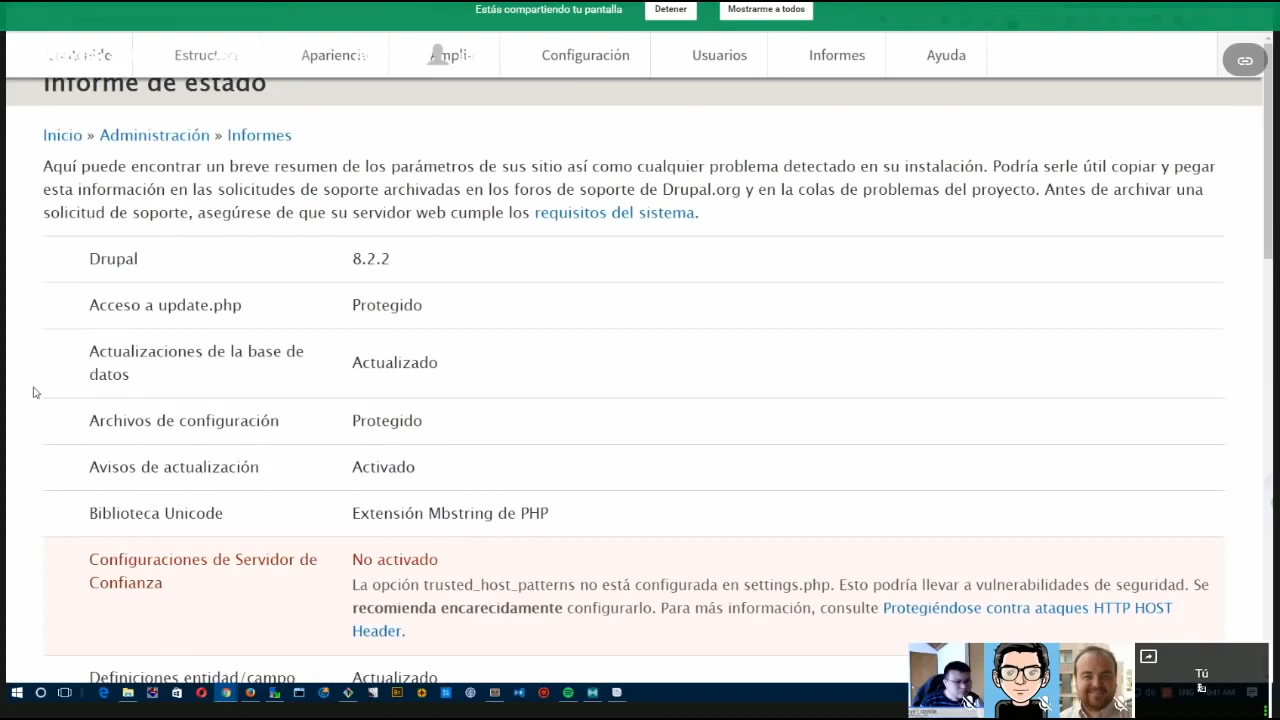 Estás compartiendo tu pantalla Detener Mostrarme a todos
Configuración Usuarios Informes Ayuda
Informe de estado
Inicio » Administración » Informes
Aquí puede encontrar un breve resumen de los parámetros de sus sitio así como cualquier problema detectado en su instalación. Podría serle útil copiar y pegar
esta información en las solicitudes de soporte archivadas en los foros de soporte de Drupal.org y en la colas de problemas del proyecto. Antes de archivar una
solicitud de soporte, asegúrese de que su servidor web cumple los requisitos del sistema.
Drupal 8.2.2
Acceso a update.php Protegido
Actualizaciones de la base de
datos
Actualizado
Archivos de configuración Protegido
Avisos de actualización Activado
Biblioteca Unicode Extensión Mbstring de PHP
Configuraciones de Servidor de
Confianza
No activado
La opción trusted_host_patterns no está configurada en settings.php. Esto podría llevar a vulnerabilidades de seguridad. Se
recomienda encarecidamente configurarlo. Para más información, consulte Protegiéndose contra ataques HTTP HOST
Header.
Definiciones entidad/campo Actualizado
Tú